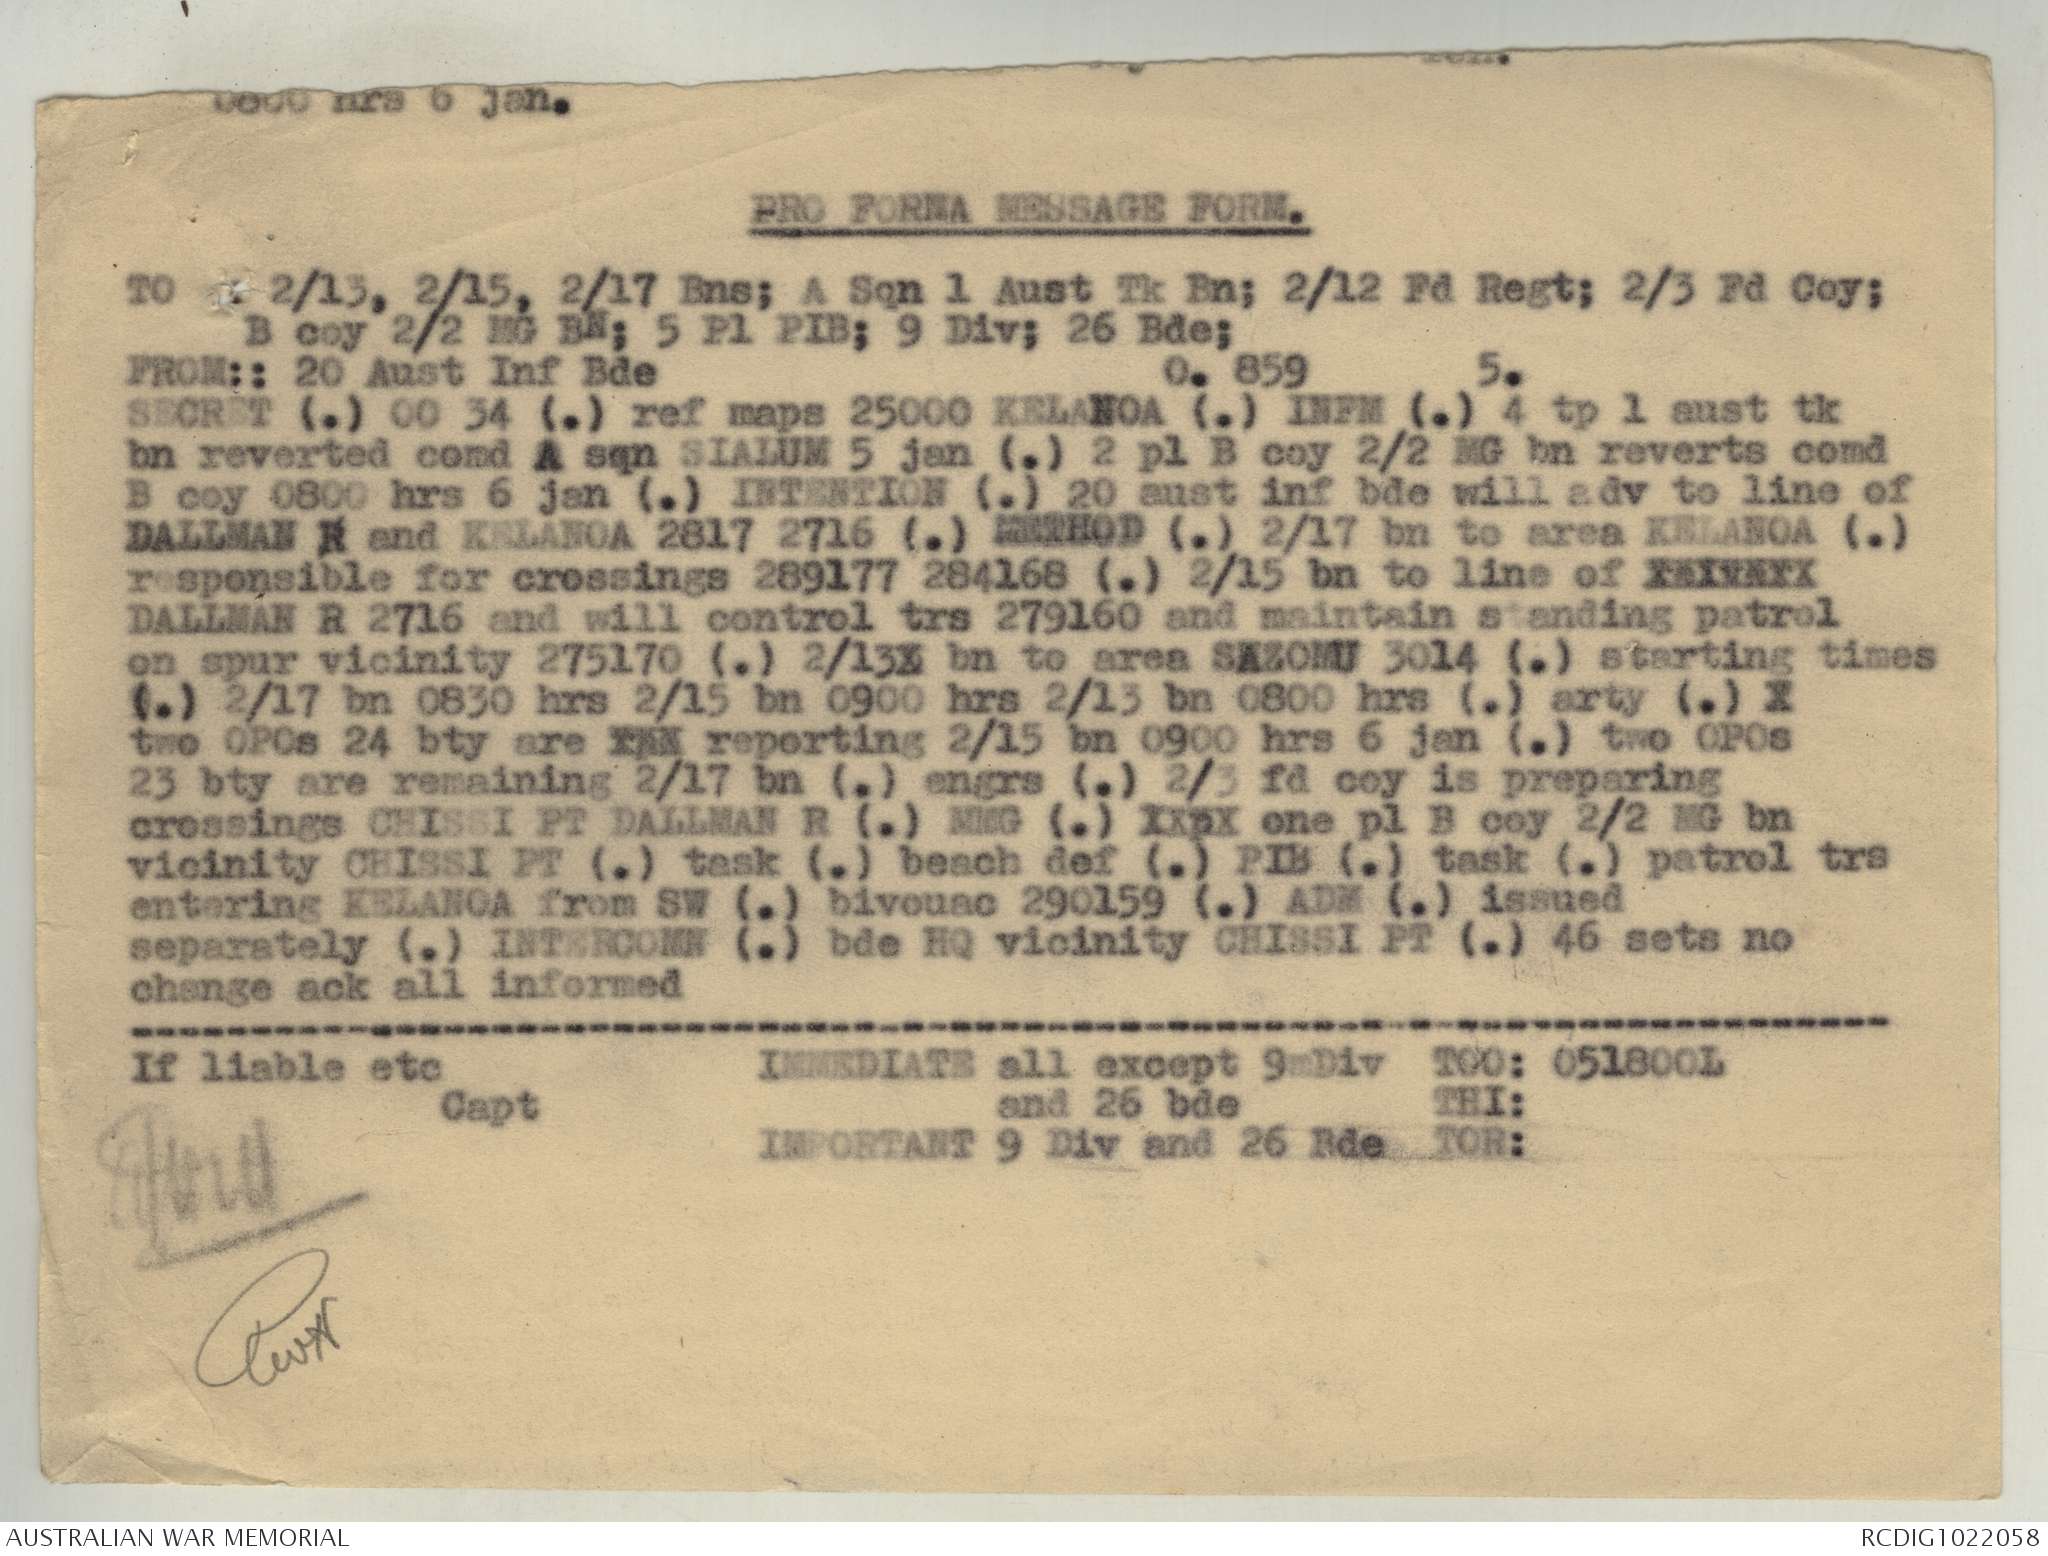 0800 hrs 6 jan.
PRO FORMA MESSAGE FORM.
TO : 2/13, 2/15, 2/17 Bns; A Sqn 1 Aust Tk Bn; 2/12 Fd Regt; 2/3 Fd Coy;
B coy 2/2 MG BN; 5 Pl PIB; 9 Div; 26 Bde;
FROM:: 20 Aust Inf Bde O. 859 5.
SECRET (.) OO 34 (.) ref maps 25000 KELANOA (.) INFM (.) 4 tp 1 aust tk
bn reverted comd A sqn SIALUM 5 jan (.) 2 pl B coy 2/2 MG bn reverts comd
B coy 0800 hrs 6 jan (.) INTENTION (.) 20 aust inf bde will adv to line of
DALLMAN R and KELANOA 2817 2716 (.) METHOD (.) 2/17 bn to area KELANOA (.)
responsible for crossings 289177 284168 (.) 2/15 bn to line of
DALLMAN R 2716 and will control trs 279160 and maintain standing patrol
on spur vicinity 275170 (.) 2/13 bn to area SAZOMU 3014 (.) starting times
(.) 2/17 bn 0830 hrs 2/15 bn 0900 hrs 2/13 bn 0800 hrs (.) arty (.) X
two OPOs 24 bty are reporting 2/15 bn 0900 hrs 6 jan (.) two OPOs
23 bty are remaining 2/17 bn (.) engrs (.) 2/3 fd coy is preparing
crossings CHISSI PT DALLMAN R (.) MMG (.) XXpX one pl B coy 2/2 MG bn
vicinity CHISSI PT (.) task (.) beach def (.) PIB (.) task (.) patrol trs
entering KELANOA from SW (.) bivouac 290159 (.) ADM (.) issued
separately (.) INTERCOMN (.) bde HQ vicinity CHISSI PT (.) 46 sets no
change ack all informed
If liable etc IMMEDIATE all except 9mDiv TOO: 051800L
Capt and 26 bde THI:
IMPORTANT 9 Div and 26 Bde TOR:
AUSTRALIAN WAR MEMORIAL RCDIG1022058